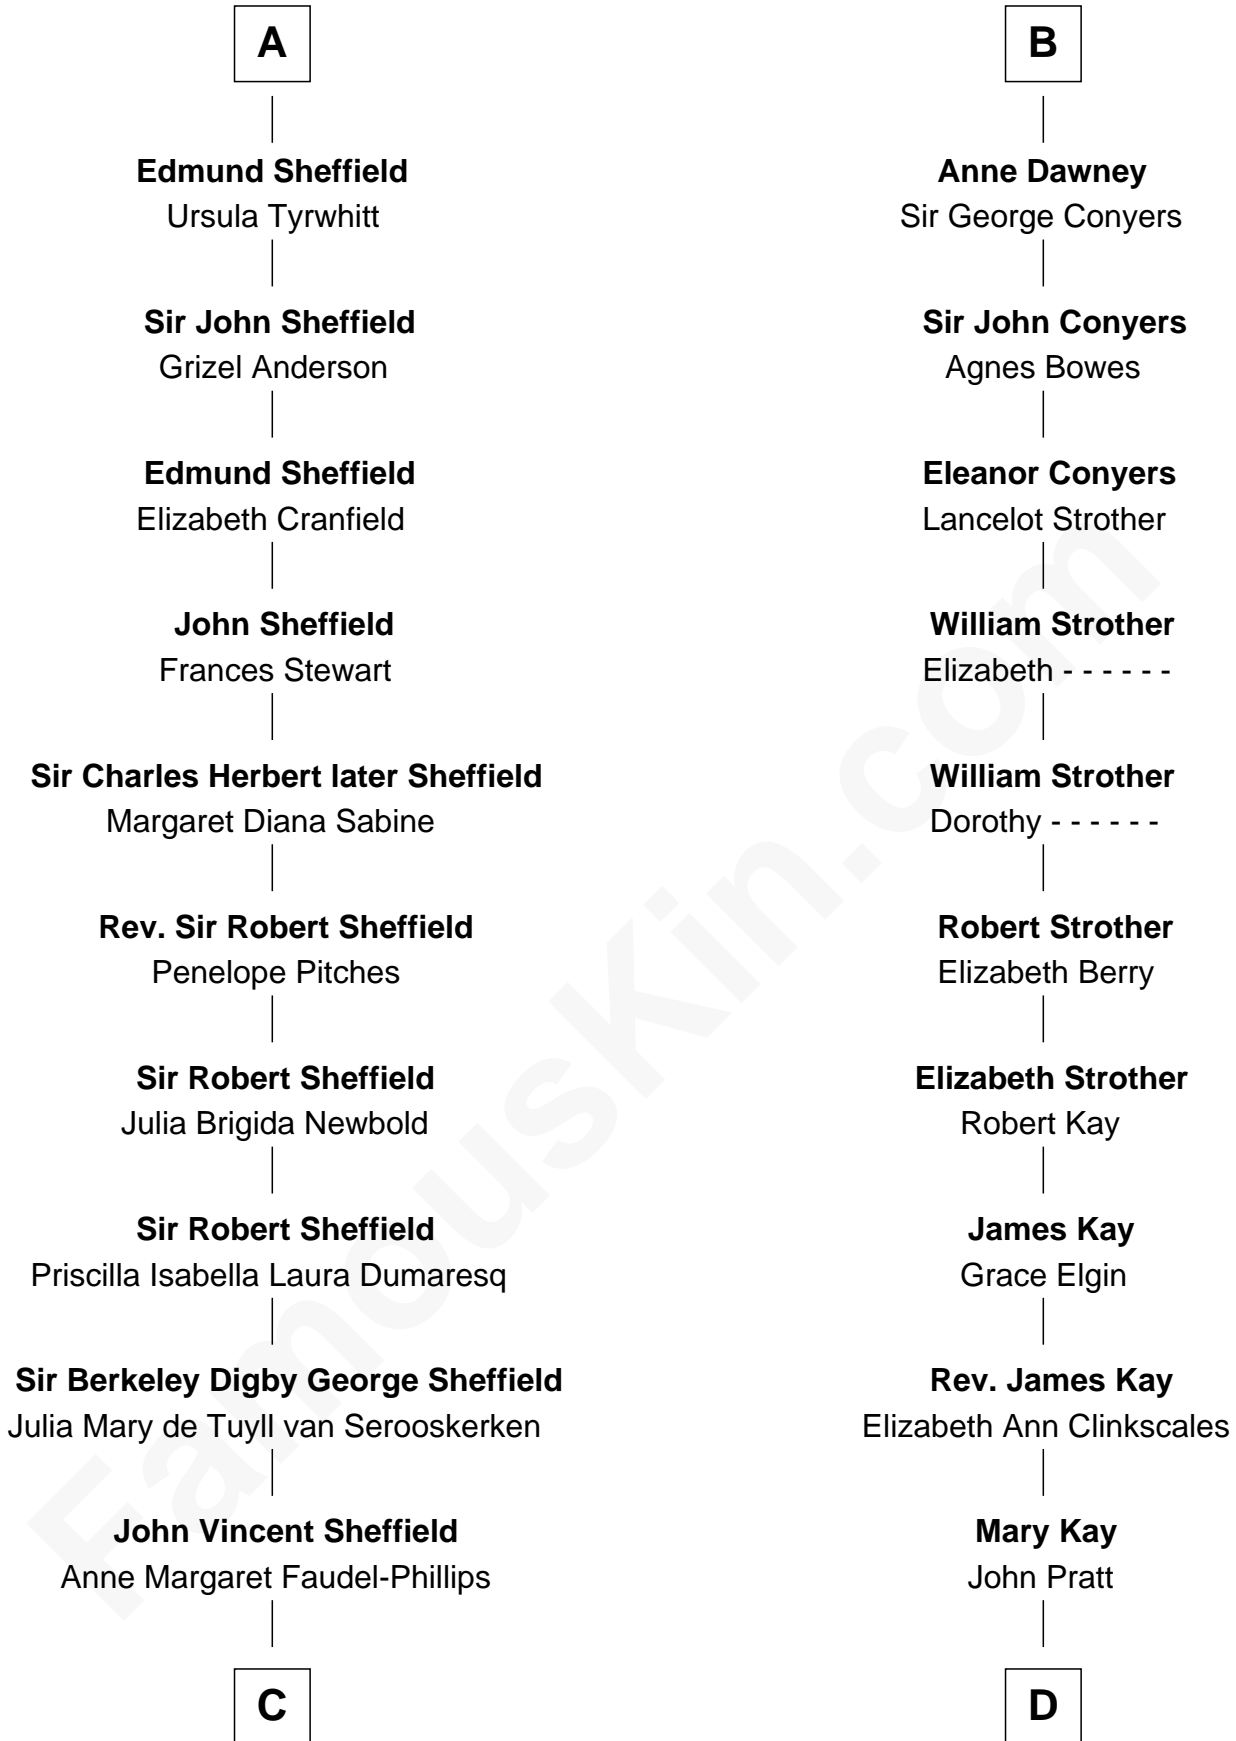 A
Edmund Sheffield
Ursula Tyrwhitt
Sir John Sheffield
Grizel Anderson
Edmund Sheffield
Elizabeth Cranfield
John Sheffield
Frances Stewart
Sir Charles Herbert later Sheffield
Margaret Diana Sabine
Rev. Sir Robert Sheffield
Penelope Pitches
Sir Robert Sheffield
Julia Brigida Newbold
Sir Robert Sheffield
Priscilla Isabella Laura Dumaresq
Sir Berkeley Digby George Sheffield
Julia Mary de Tuyll van Serooskerken
John Vincent Sheffield
Anne Margaret Faudel-Phillips
C
B
Anne Dawney
Sir George Conyers
Sir John Conyers
Agnes Bowes
Eleanor Conyers
Lancelot Strother
William Strother
Elizabeth - - - - - -
William Strother
Dorothy - - - - - -
Robert Strother
Elizabeth Berry
Elizabeth Strother
Robert Kay
James Kay
Grace Elgin
Rev. James Kay
Elizabeth Ann Clinkscales
Mary Kay
John Pratt
D
FamousKin.com